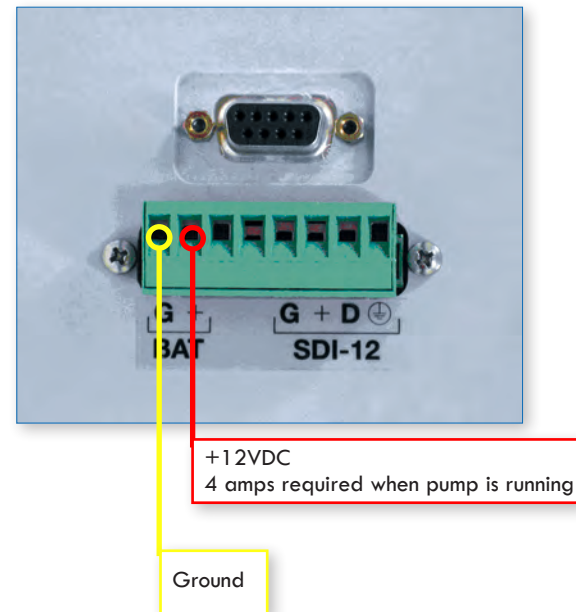 G +
BAT
G + D ⏚
SDI-12
+12VDC
4 amps required when pump is running
Ground